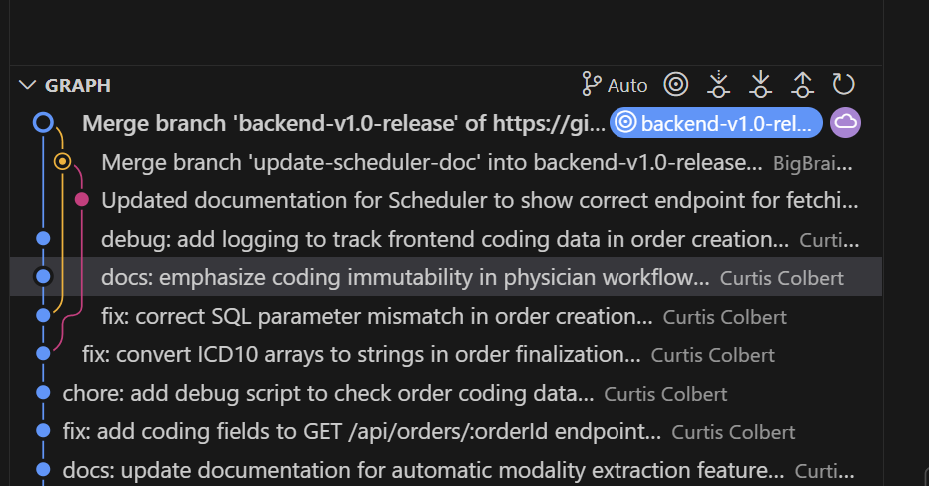 GRAPH Auto
Merge branch 'backend-v1.0-release' of https://gi... backend-v1.0-rel...
Merge branch 'update-scheduler-doc' into backend-v1.0-release... BigBrai...
Updated documentation for Scheduler to show correct endpoint for fetchi...
debug: add logging to track frontend coding data in order creation... Curti...
docs: emphasize coding immutability in physician workflow... Curtis Colbert
fix: correct SQL parameter mismatch in order creation... Curtis Colbert
fix: convert ICD10 arrays to strings in order finalization... Curtis Colbert
chore: add debug script to check order coding data... Curtis Colbert
fix: add coding fields to GET /api/orders/:orderId endpoint... Curtis Colbert
docs: update documentation for automatic modality extraction feature... Curti...